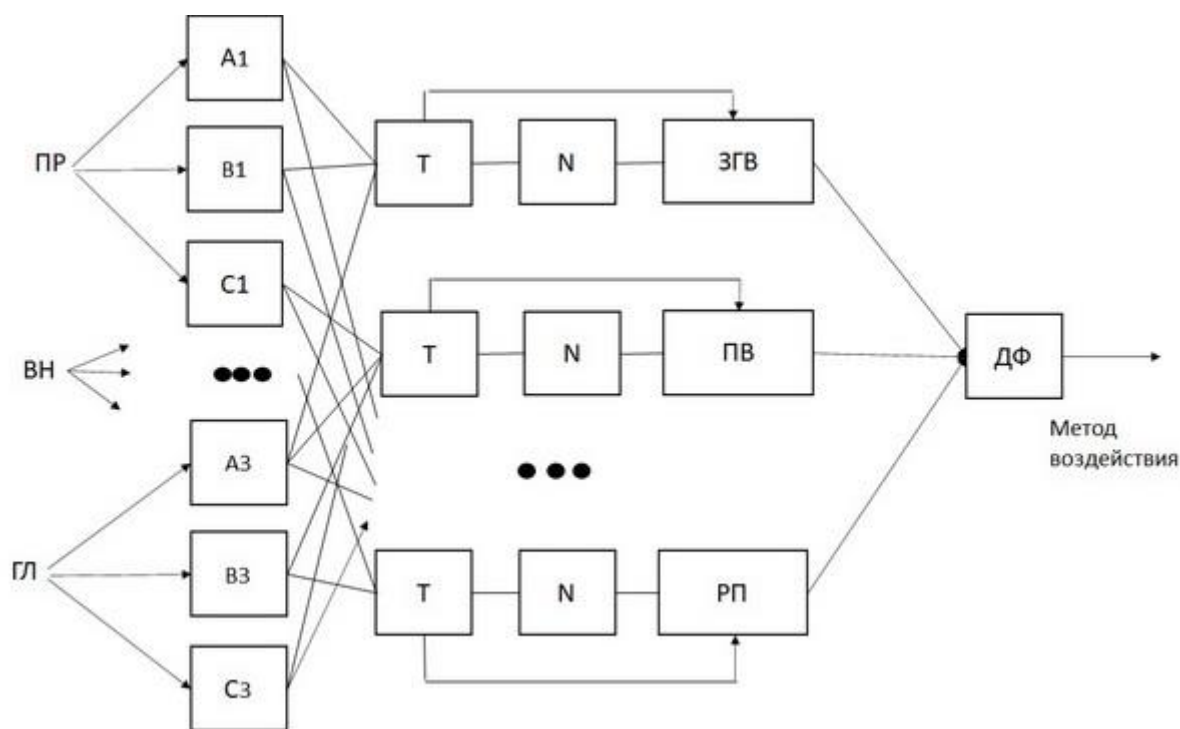 A1
ПР
B1
C1
ВН
A3
ГЛ
B3
C3
T
N
ЗГВ
T
N
ПВ
T
N
РП
ДФ
Метод
воздействия